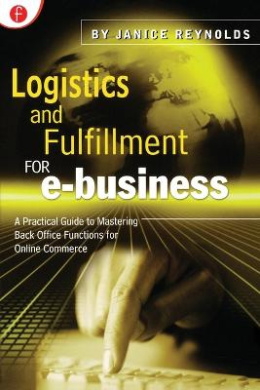 f
BY JANICE REYNOLDS
Logistics
and
Fulfillment
FOR
e-business
A Practical Guide to Mastering
Back Office Functions for
Online Commerce